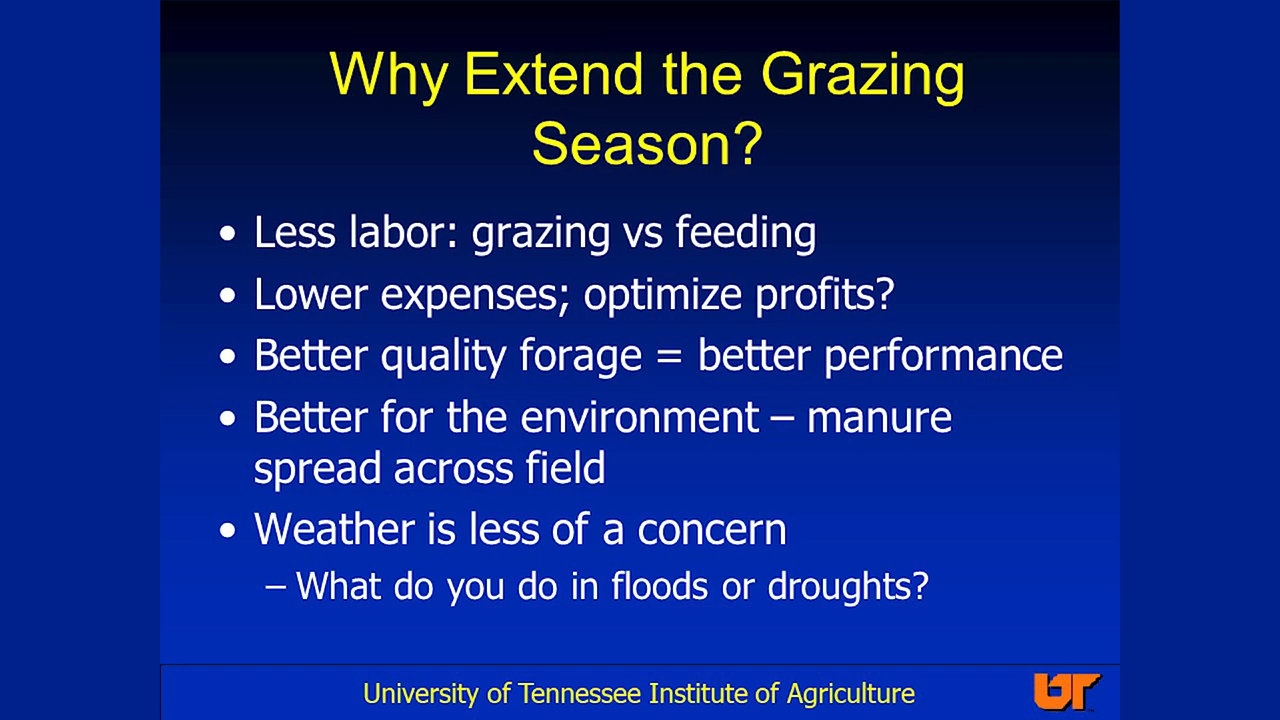 Why Extend the Grazing
Season?
• Less labor: grazing vs feeding
• Lower expenses; optimize profits?
• Better quality forage = better performance
• Better for the environment – manure
spread across field
• Weather is less of a concern
– What do you do in floods or droughts?
University of Tennessee Institute of Agriculture
UT